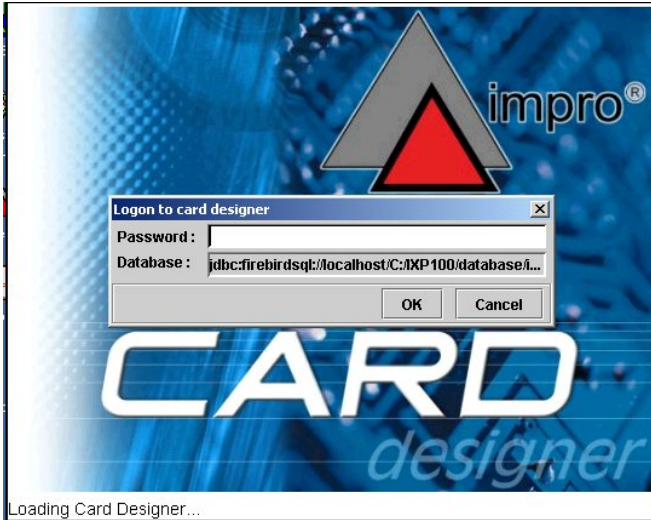 impro®
Logon to card designer
Password :
Database : jdbc:firebirdsql://localhost/C:/IXP100/database/i...
OK Cancel
CARD
designer
Loading Card Designer...